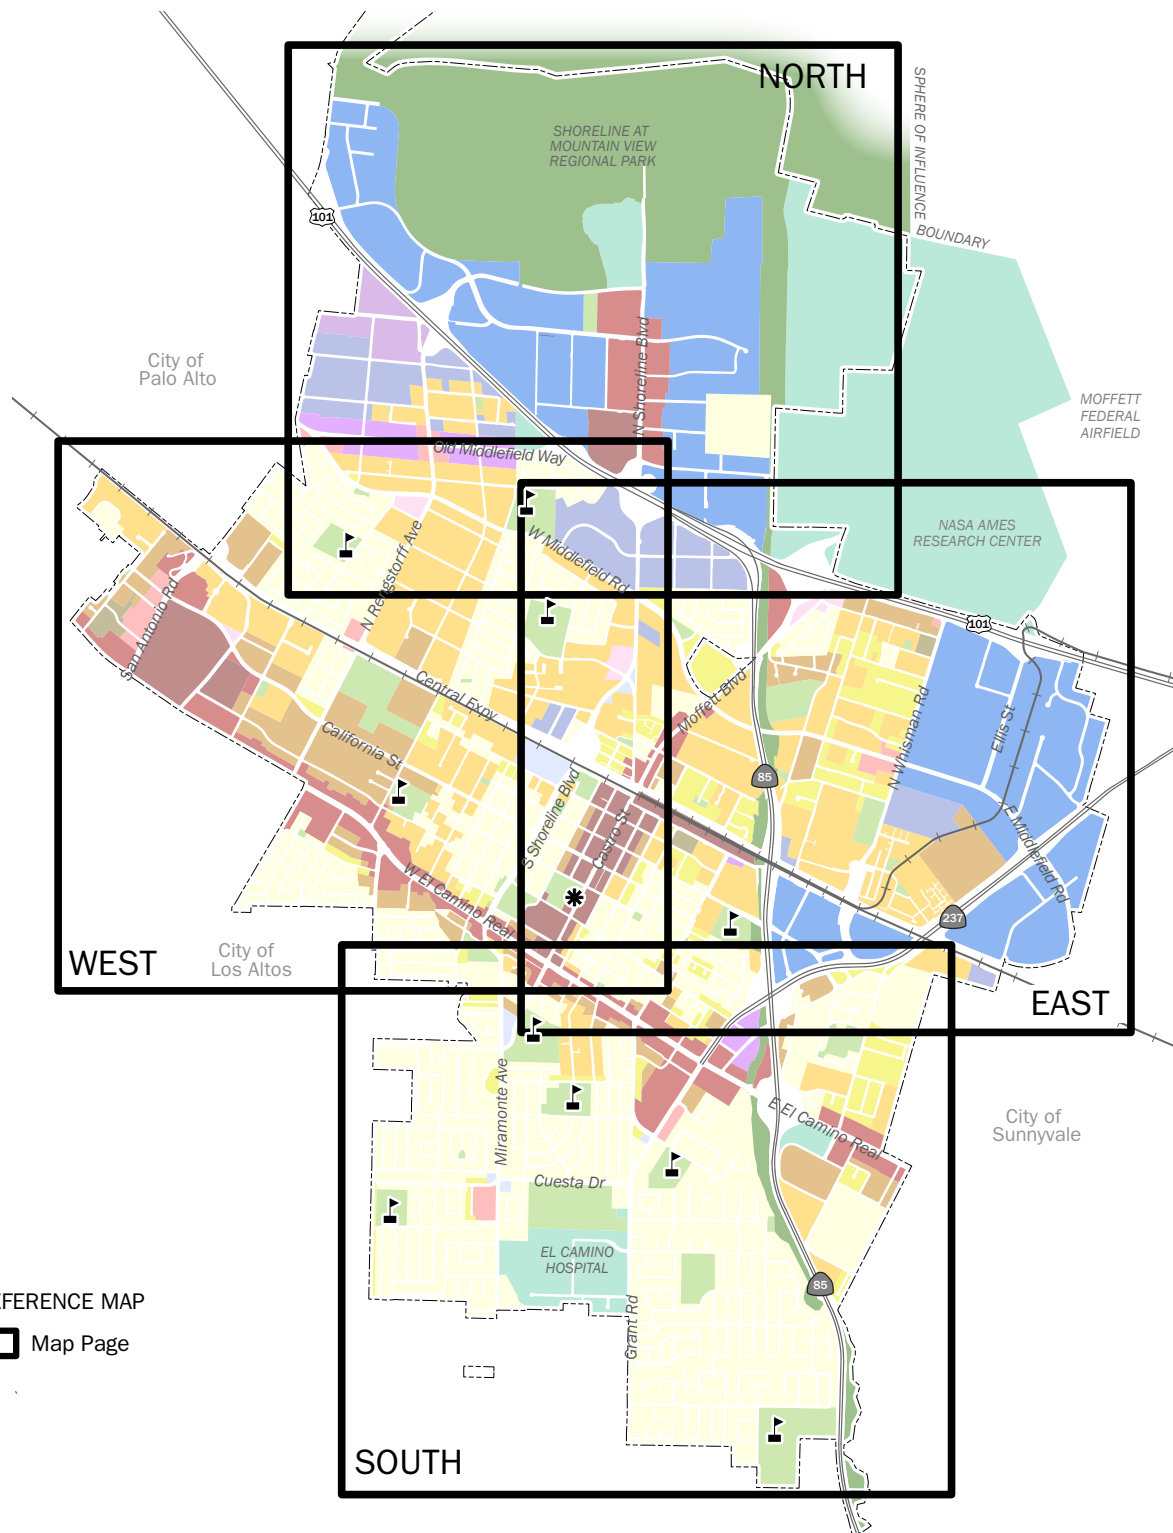 NORTH
SHORELINE AT
MOUNTAIN VIEW
REGIONAL PARK
SPHERE OF INFLUENCE
BOUNDARY
101
City of
Palo Alto
N Shoreline Blvd
MOFFETT
FEDERAL
AIRFIELD
Old Middlefield Way
NASA AMES
RESEARCH CENTER
W Middlefield Rd
N Rengstorff Ave
San Antonio Rd
101
Central Expy
Moffett Blvd
N Whisman Rd
Ellis St
California St
85
S Shoreline Blvd
Castro St
E Middlefield Rd
W El Camino Real
237
WEST
City of
Los Altos
EAST
Miramonte Ave
E El Camino Real
City of
Sunnyvale
Cuesta Dr
EL CAMINO
HOSPITAL
85
Grant Rd
EFERENCE MAP
Map Page
SOUTH